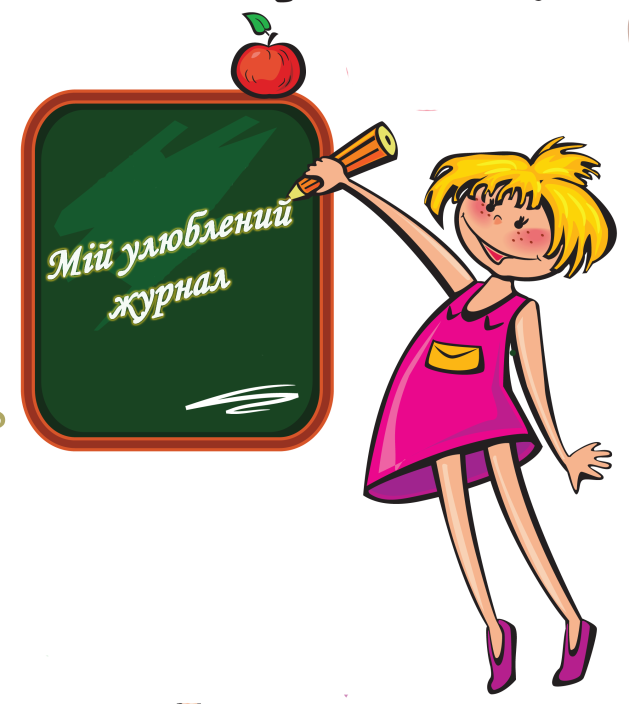 Мій улюблений
журнал